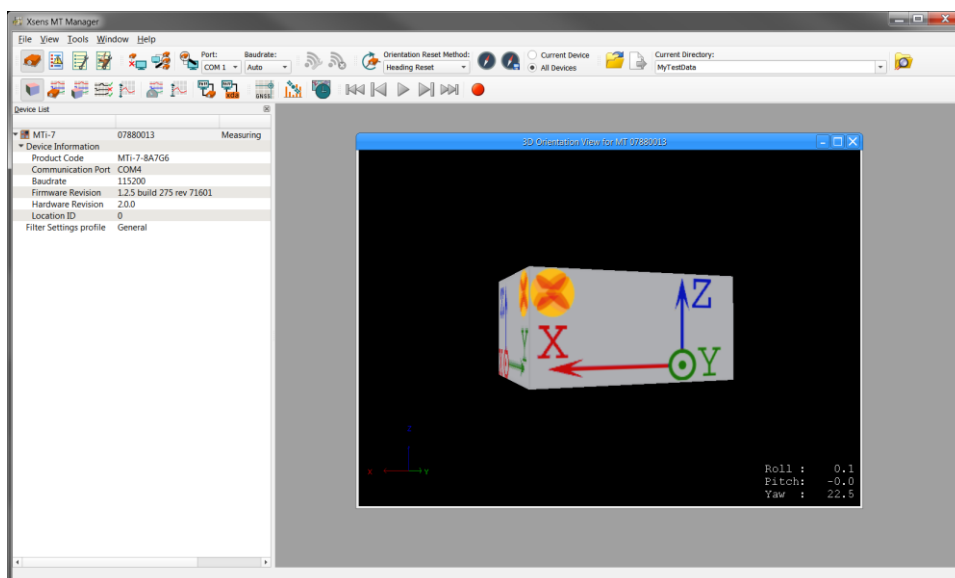 Xsens MT Manager
File View Tools Window Help
Port: Baudrate: Orientation Reset Method: Current Device Current Directory:
COM 1 Auto Heading Reset All Devices MyTestData
GNSS
Device List
MTi-7 07880013 Measuring
Device Information
Product Code MTi-7-8A7G6
Communication Port COM4
Baudrate 115200
Firmware Revision 1.2.5 build 275 rev 71601
Hardware Revision 2.0.0
Location ID 0
Filter Settings profile General
3D Orientation View for MT 07880013
Z
Y
X
Y
Z
X Y
Roll : 0.1
Pitch: -0.0
Yaw : 22.5